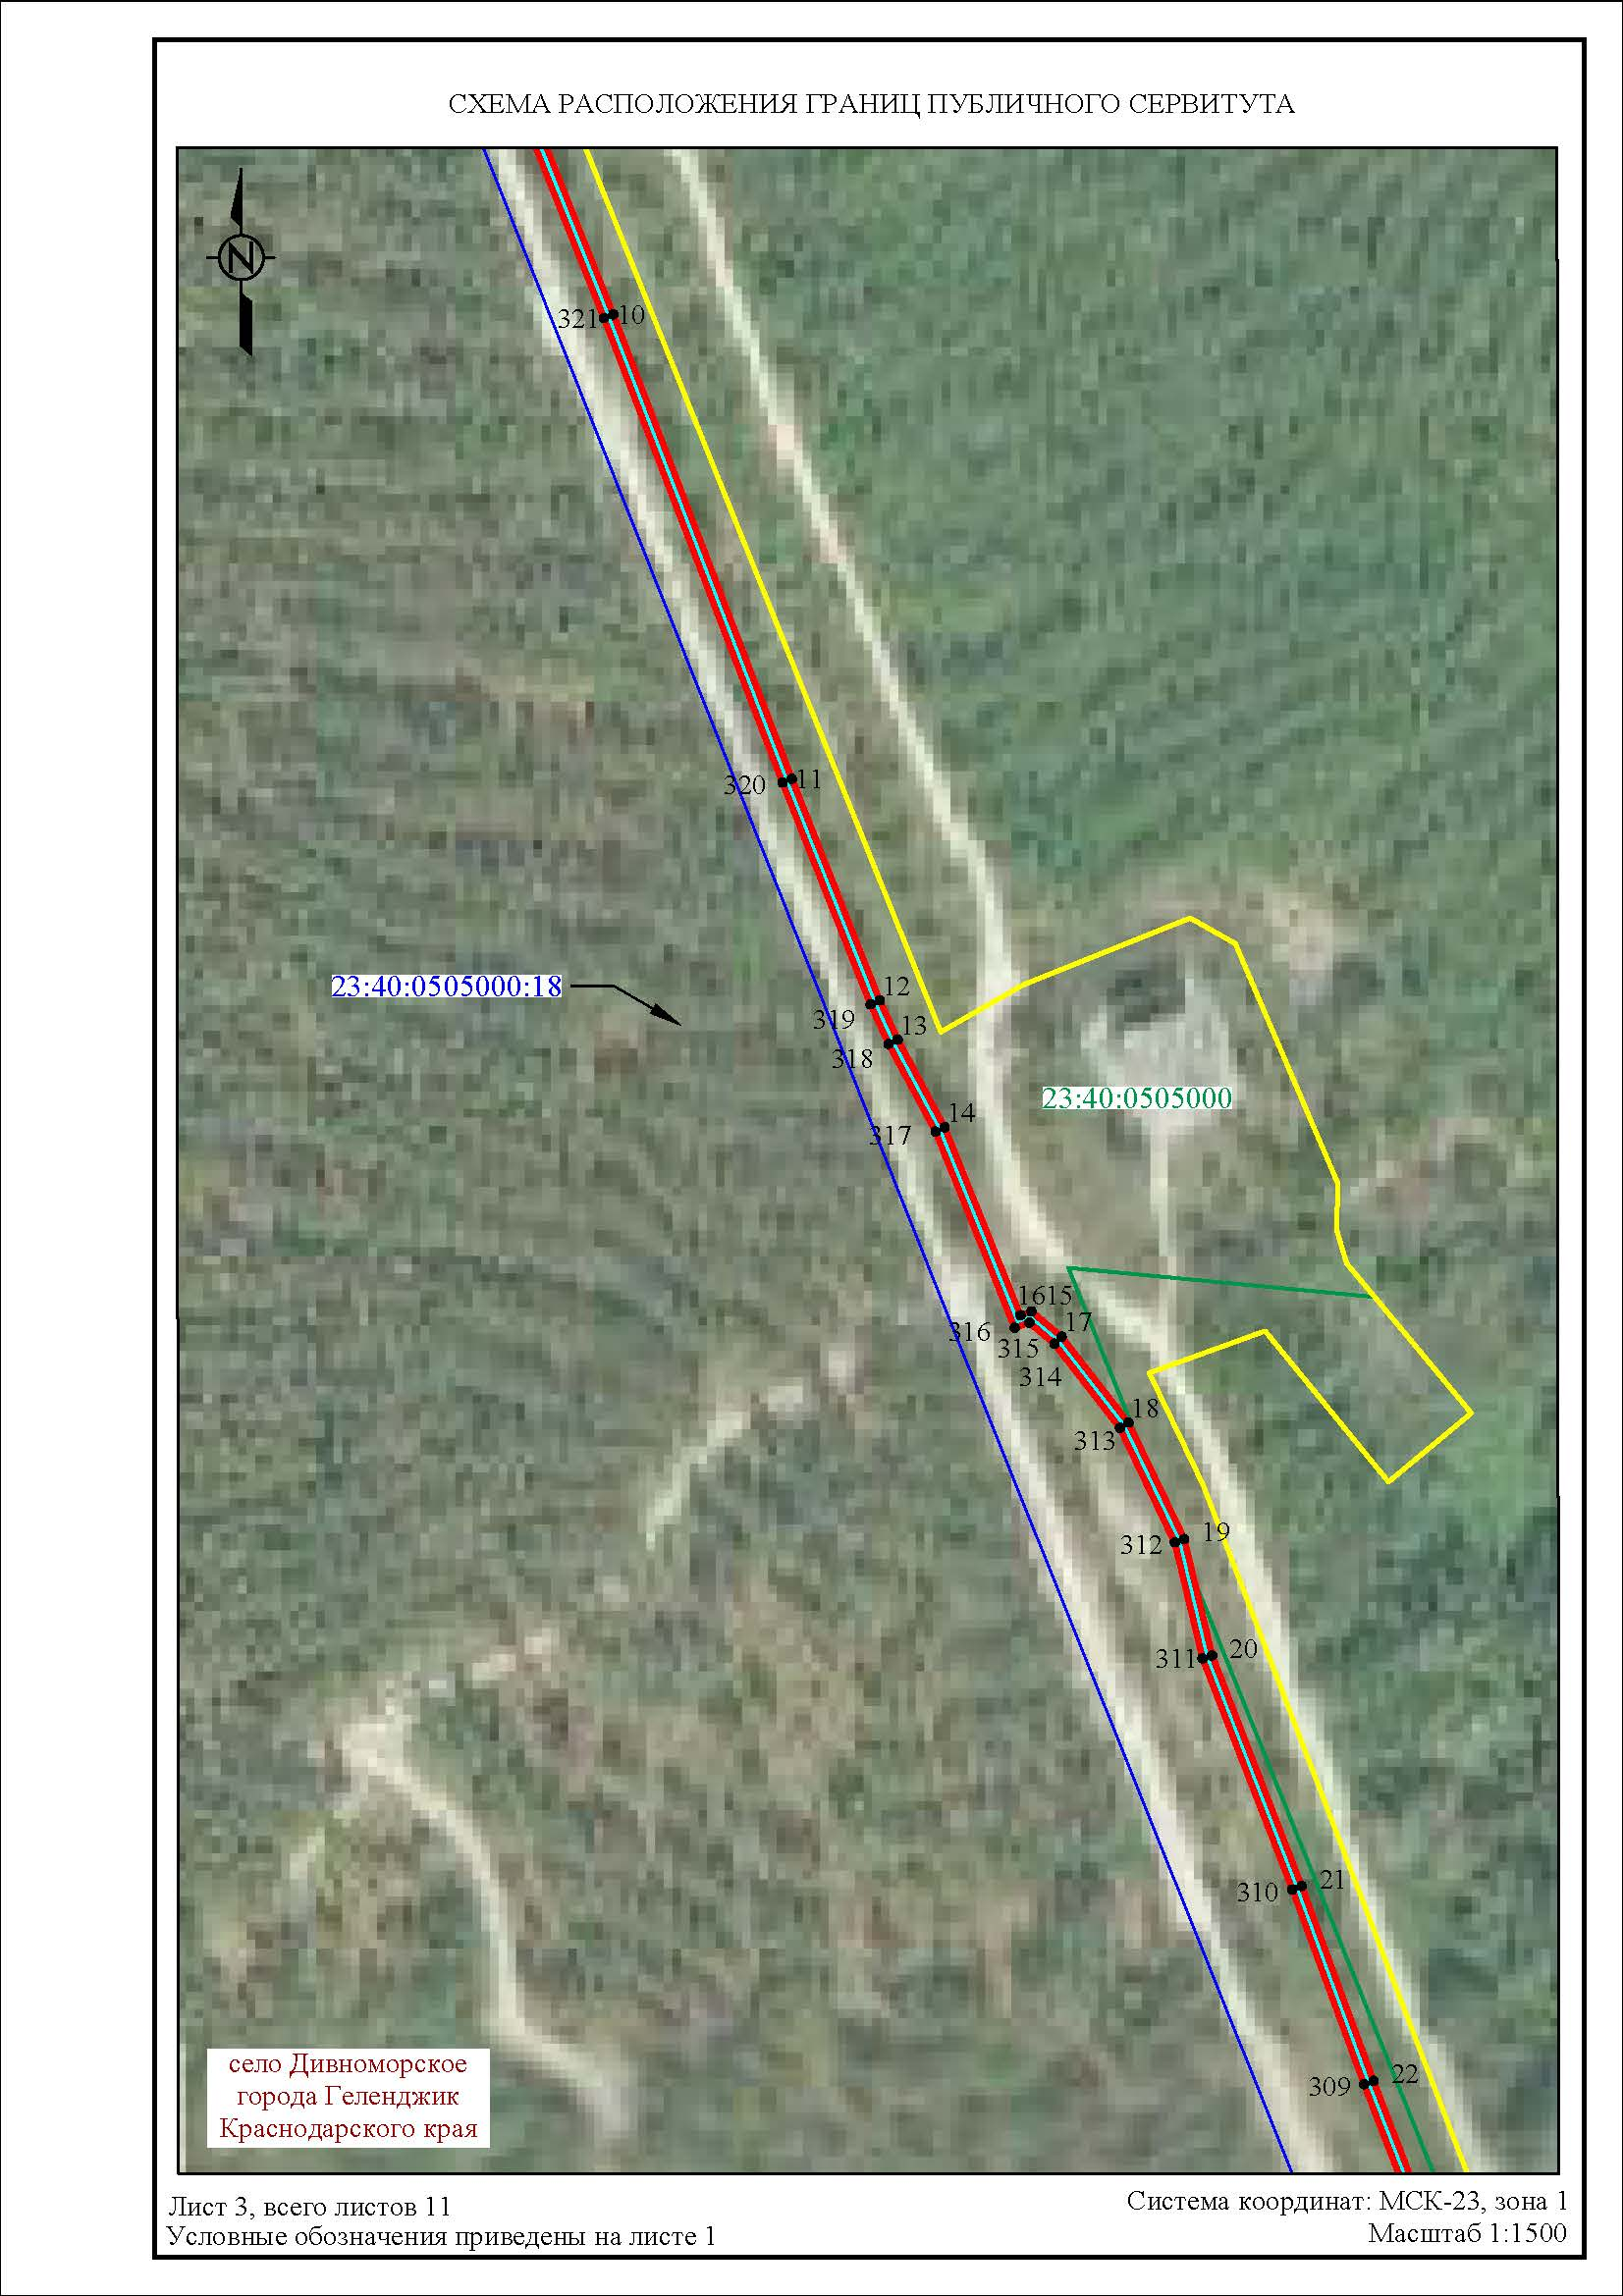 СХЕМА РАСПОЛОЖЕНИЯ ГРАНИЦ ПУБЛИЧНОГО СЕРВИТУТА
N
321 10
320 11
23:40:0505000:18
12
319
13
318
23:40:0505000
14
317
16 15
17
316
315
314
18
313
19
312
20
311
21
310
22
309
село Дивноморское
города Геленджик
Краснодарского края
Лист 3, всего листов 11
Условные обозначения приведены на листе 1
Система координат: МСК-23, зона 1
Масштаб 1:1500